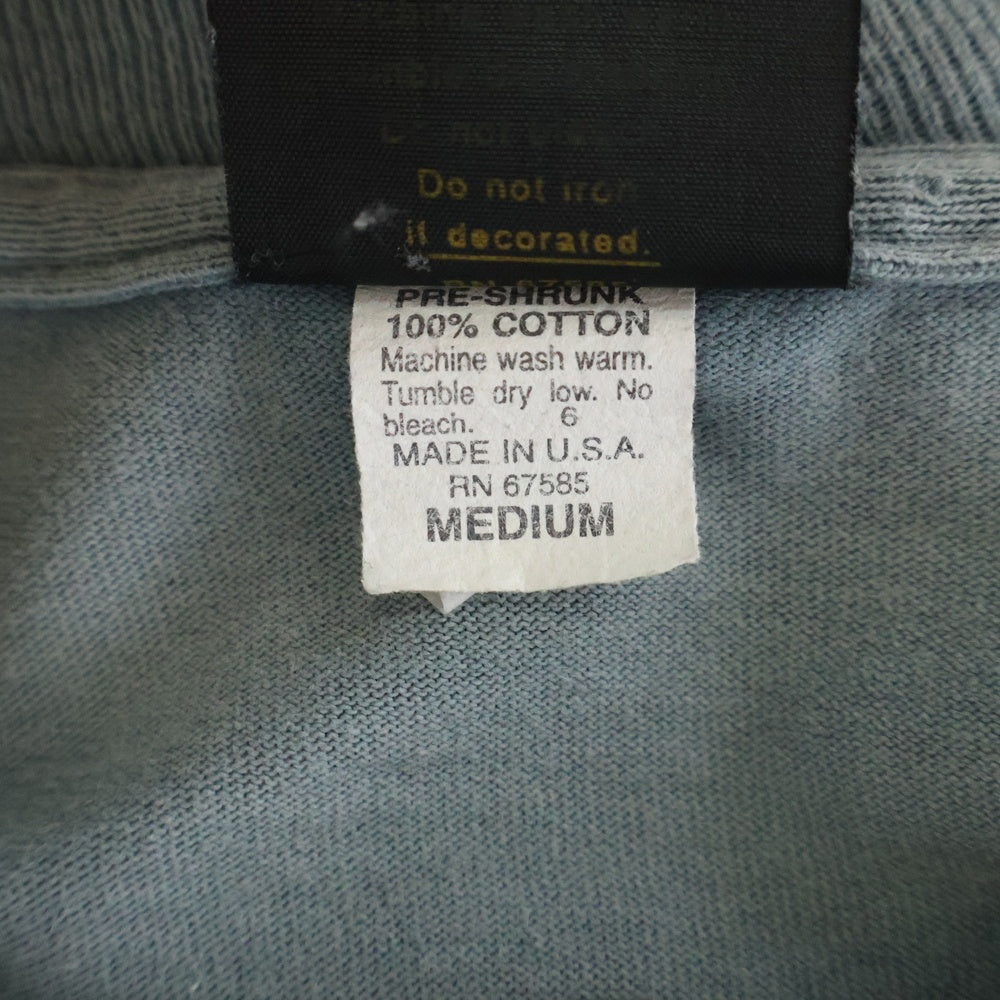 Do not iron
if decorated.
PRE-SHRUNK
100% COTTON
Machine wash warm.
Tumble dry low. No
bleach. 6
MADE IN U.S.A.
RN 67585
MEDIUM